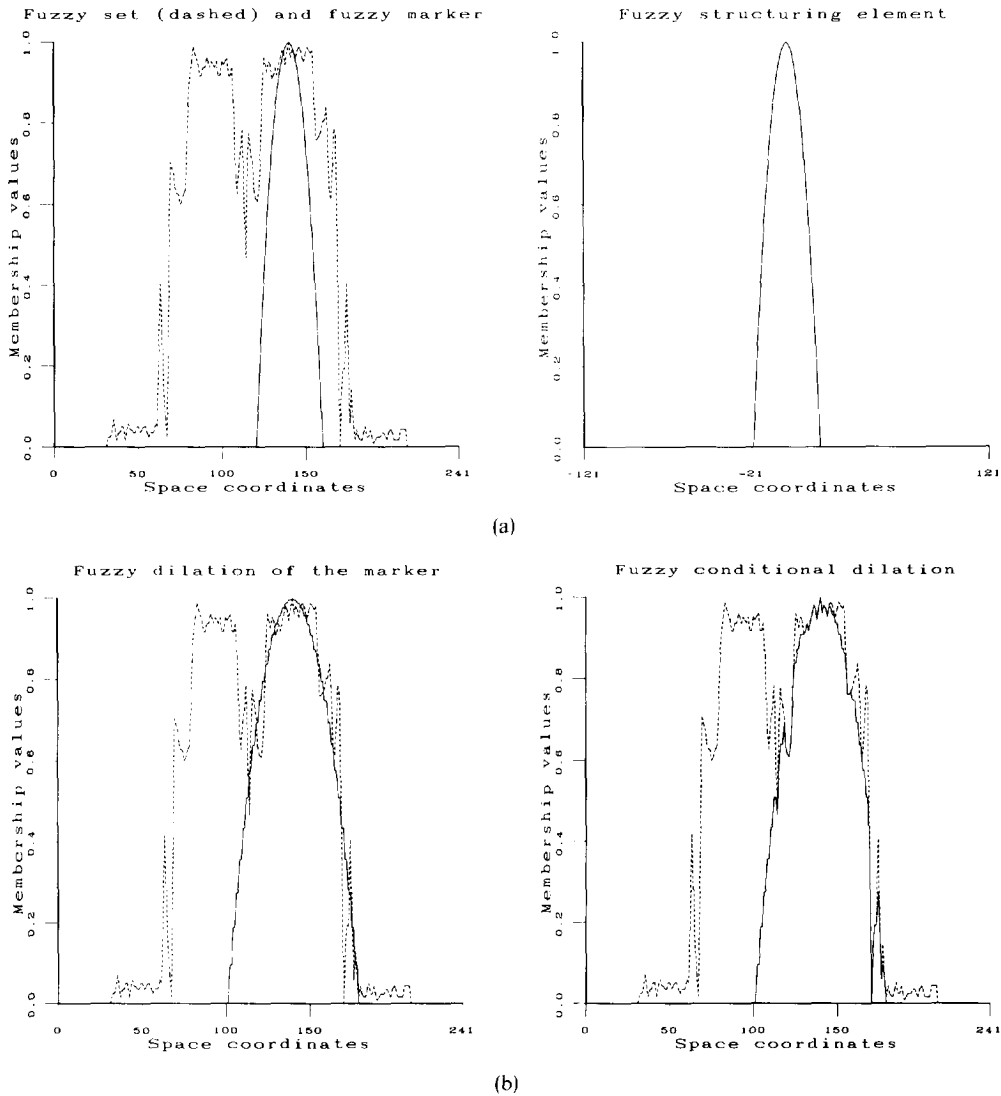 Fuzzy set (dashed) and fuzzy marker
Membership values
0.0 0.2 0.4 0.6 0.8 1.0
0 50 100 150 241
Space coordinates
Fuzzy structuring element
Membership values
0.0 0.2 0.4 0.6 0.8 1.0
-121 -21 121
Space coordinates
(a)
Fuzzy dilation of the marker
Membership values
0.0 0.2 0.4 0.6 0.8 1.0
0 50 100 150 241
Space coordinates
Fuzzy conditional dilation
Membership values
0.0 0.2 0.4 0.6 0.8 1.0
0 50 100 150 241
Space coordinates
(b)